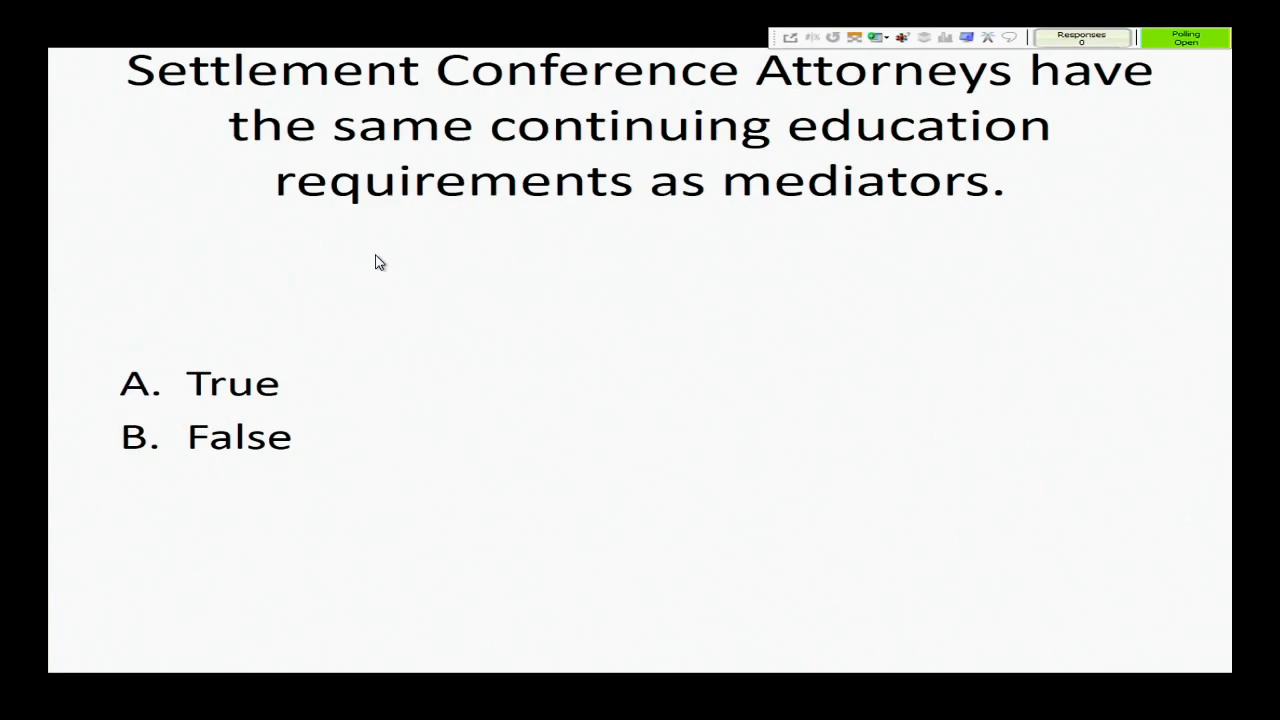 Responses
0
Polling
Open
Settlement Conference Attorneys have
the same continuing education
requirements as mediators.
A. True
B. False